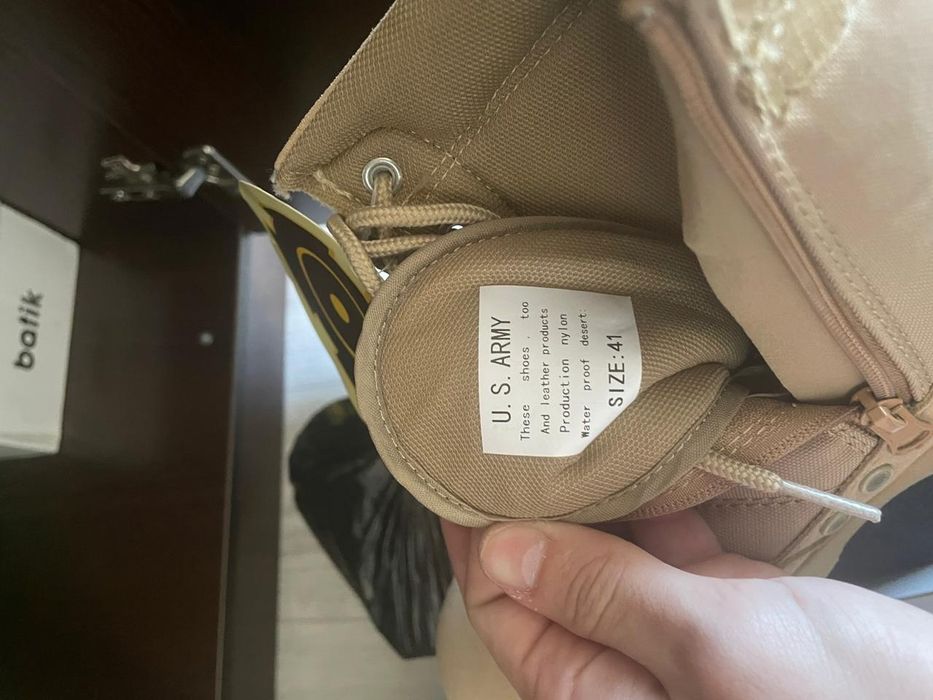 batik
U. S. ARMY
These shoes . too
And leather products
Production nylon
Water proof desert:
SIZE:41